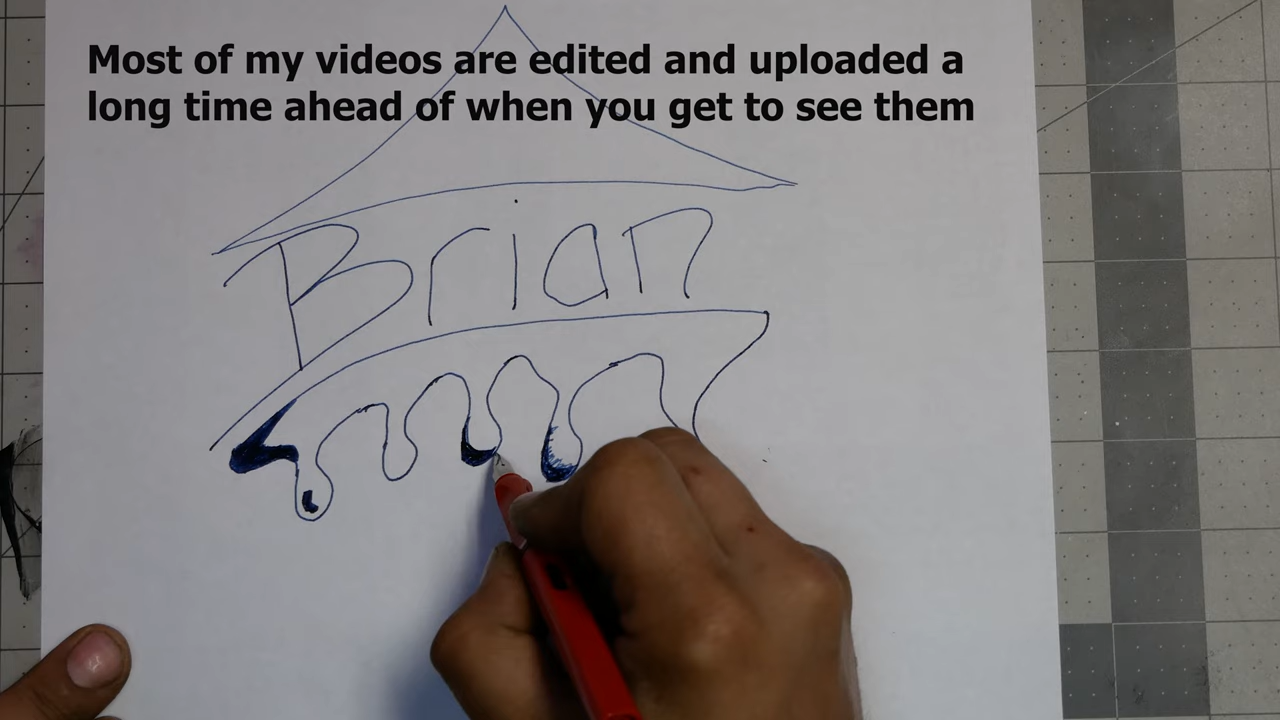 Most of my videos are edited and uploaded a
long time ahead of when you get to see them
Brian